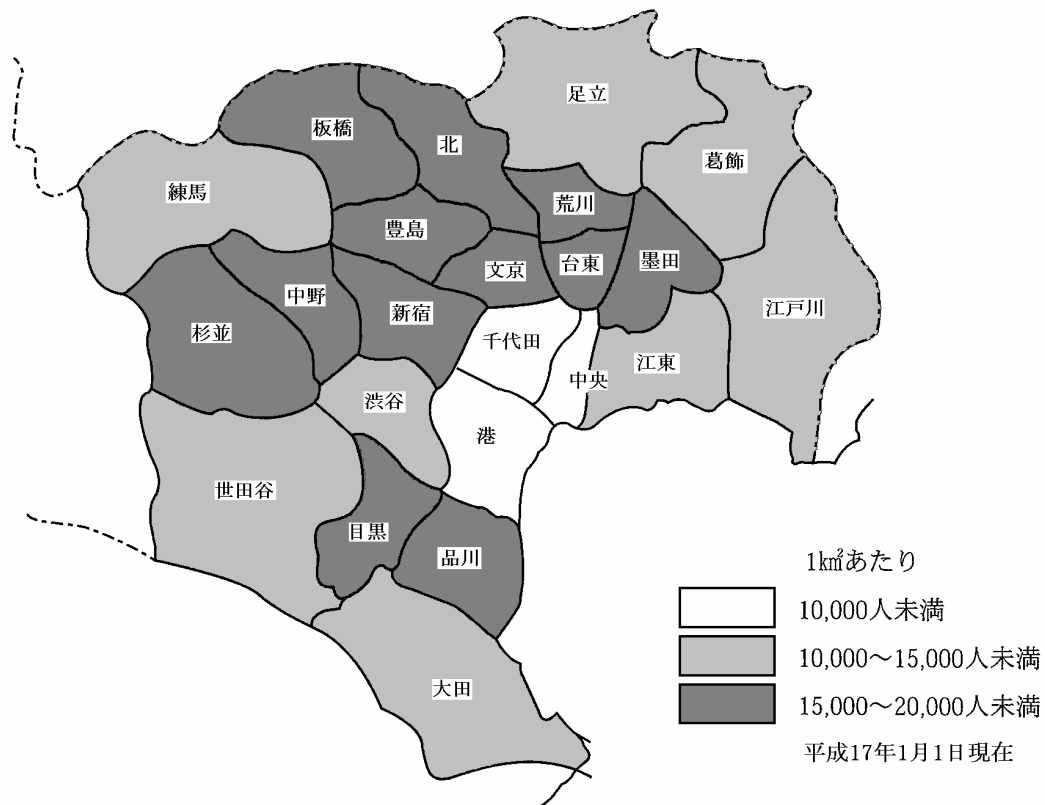 足立
板橋
北
葛飾
練馬
荒川
豊島
文京
台東
墨田
中野
新宿
江戸川
杉並
千代田
江東
中央
渋谷
港
世田谷
目黒
品川
大田
1km²あたり
10,000人未満
10,000～15,000人未満
15,000～20,000人未満
平成17年1月1日現在